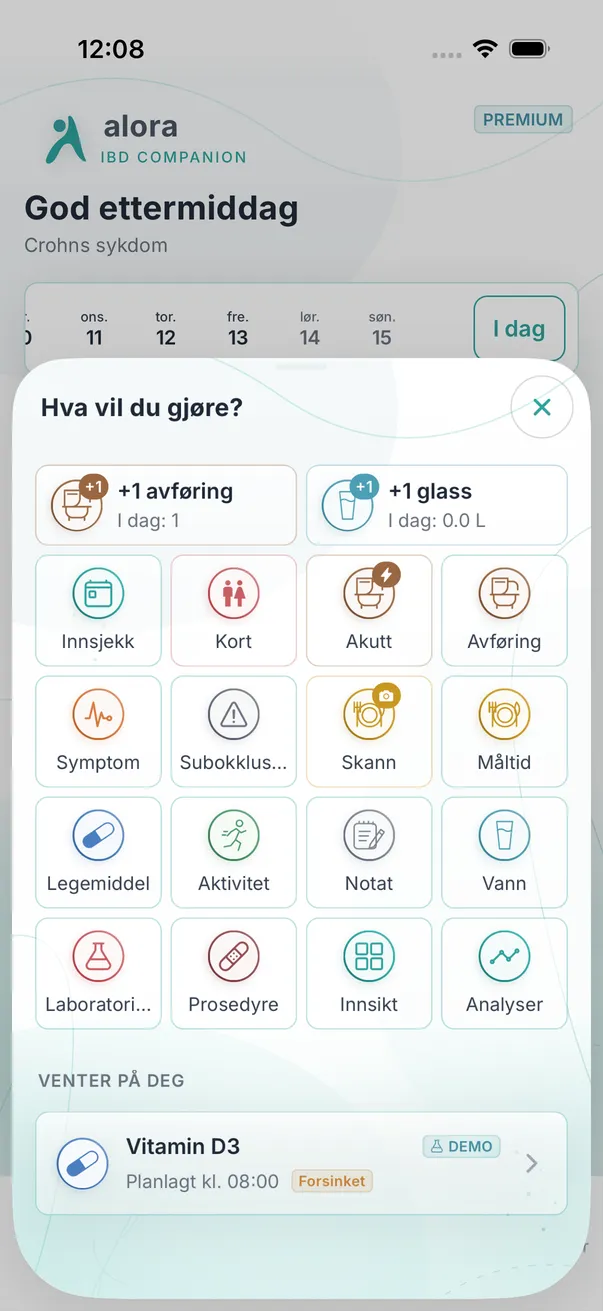 12:08
alora
IBD COMPANION
PREMIUM
God ettermiddag
Crohns sykdom
ons. tor. fre. lør. søn.
11 12 13 14 15
I dag
Hva vil du gjøre?
+1
+1 avføring
I dag: 1
+1
+1 glass
I dag: 0.0 L
Innsjekk
Kort
Akutt
Avføring
Symptom
Subokklus...
Skann
Måltid
Legemiddel
Aktivitet
Notat
Vann
Laboratori...
Prosedyre
Innsikt
Analyser
VENTER PÅ DEG
Vitamin D3
DEMO
Planlagt kl. 08:00
Forsinket